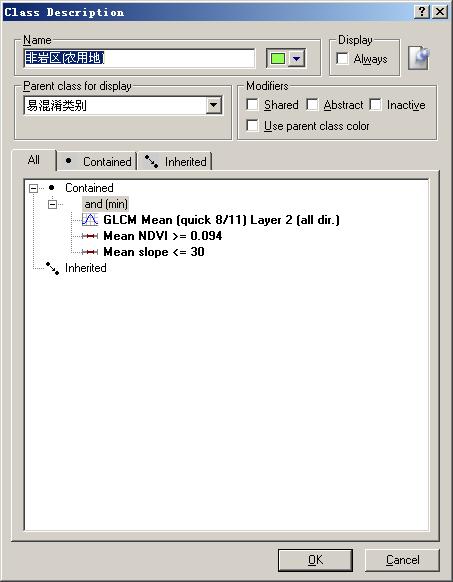 Class Description
Name
Display
非岩区(农用地)
Always
Parent class for display
Modifiers
易混淆类别
Shared
Abstract
Inactive
Use parent class color
All
Contained
Inherited
Contained
and (min)
GLCM Mean (quick 8/11) Layer 2 (all dir.)
Mean NDVI >= 0.094
Mean slope <= 30
Inherited
OK
Cancel